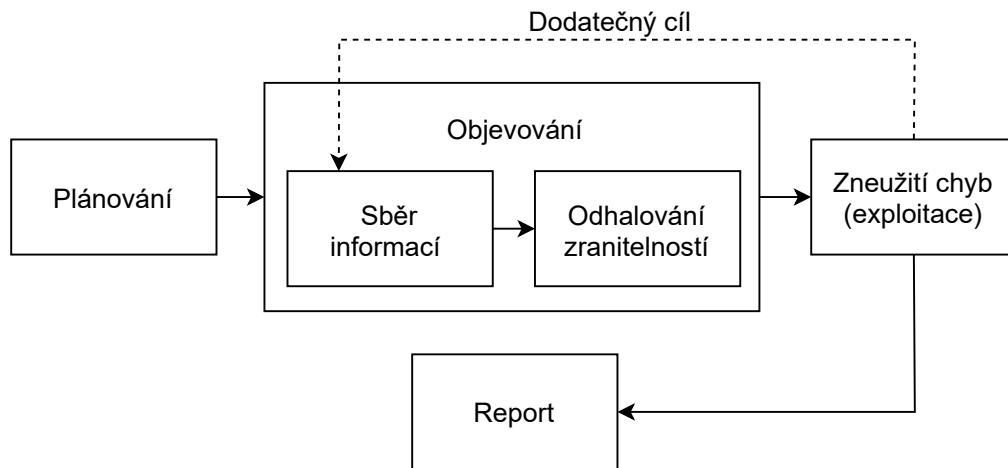 Dodatečný cíl
Objevování
Plánování
Sběr
informací
Odhalování
zranitelností
Zneužití chyb
(exploitace)
Report